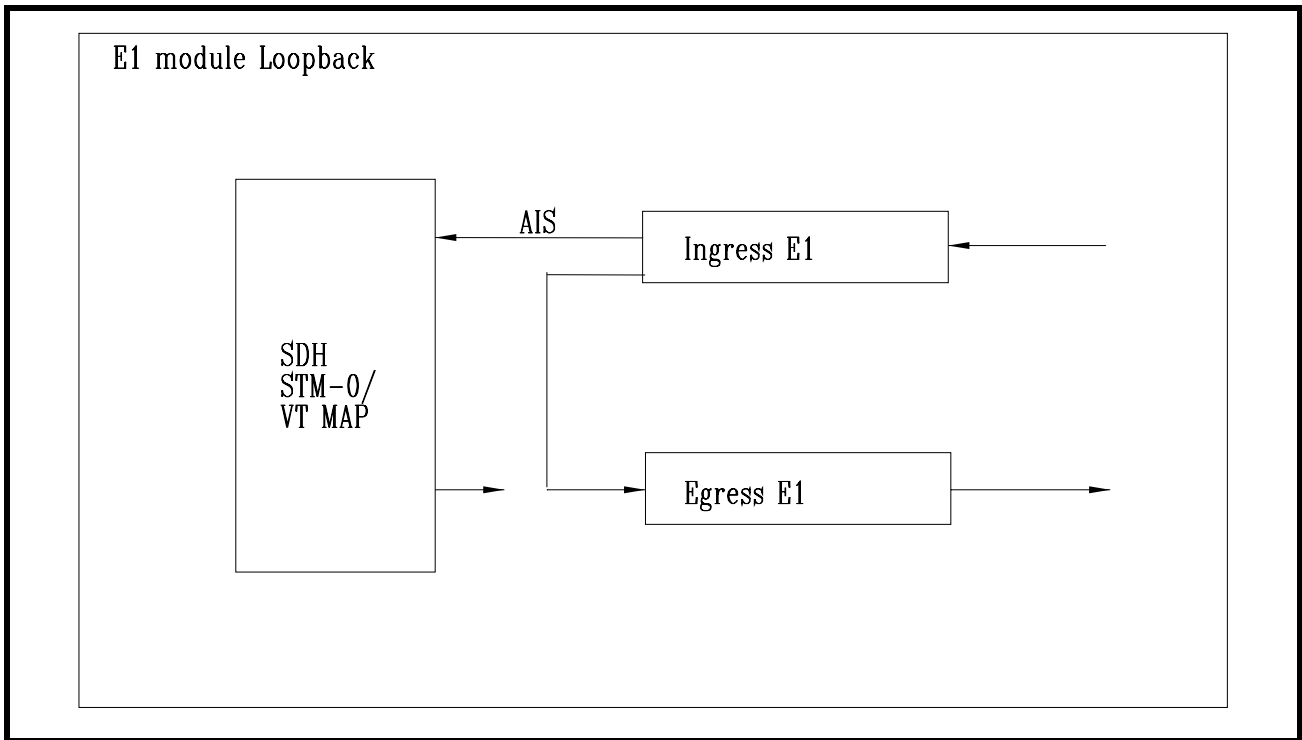 E1 module Loopback
AIS
Ingress E1
SDH
STM-0/
VT MAP
Egress E1